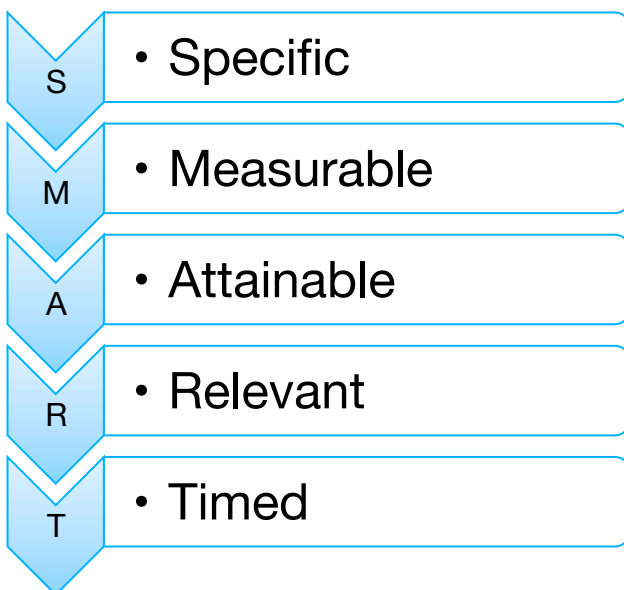 S
• Specific
M
• Measurable
A
• Attainable
R
• Relevant
T
• Timed